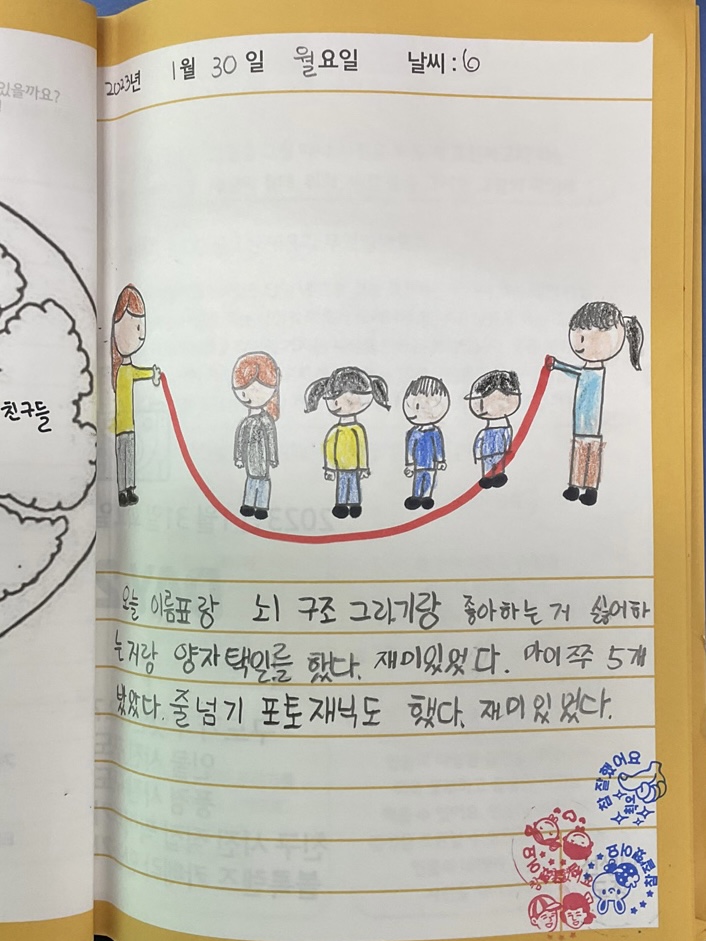 있을까요?
친구들
2023년 1월 30일 월요일 날씨:
오늘 이름표랑 뇌 구조 그리기랑 좋아하는 거 싫어하
는거랑 양자택일를 했다. 재미있었다. 마이쮸 5개
받았다. 줄넘기 포토재닉도 했다. 재미있었다.
참 잘했어요
최고